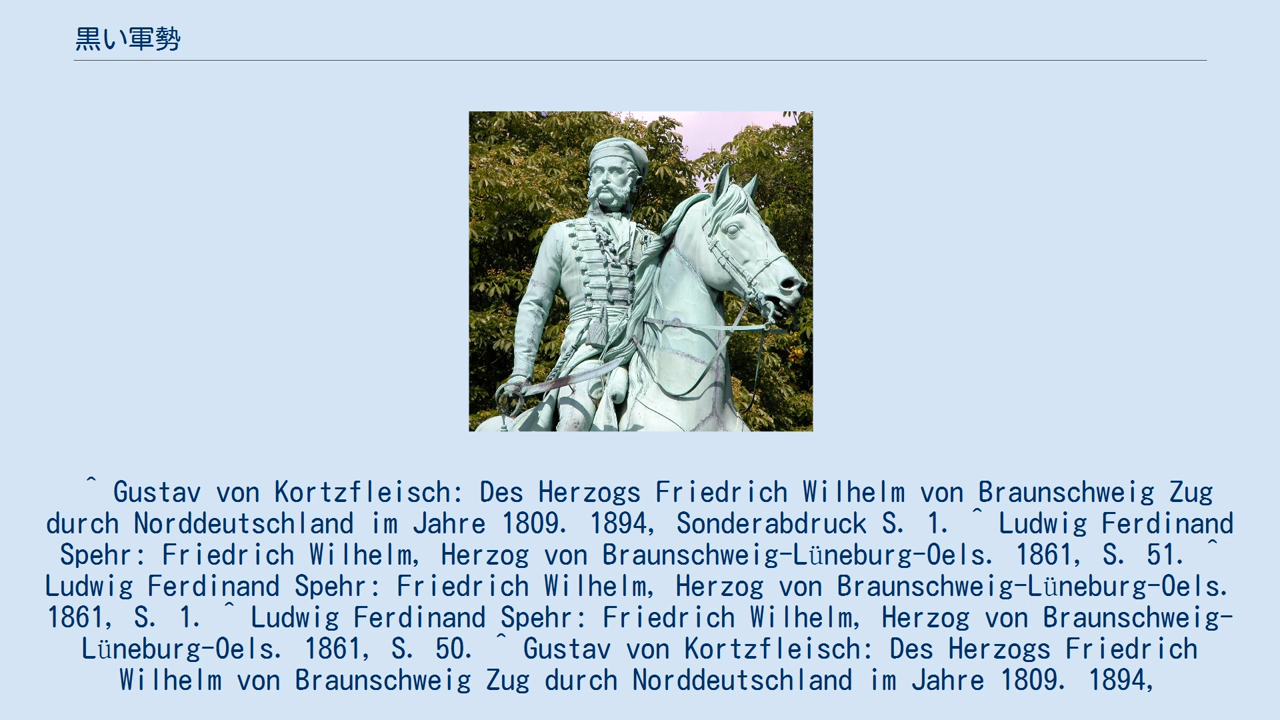 黒い軍勢
^ Gustav von Kortzfleisch: Des Herzogs Friedrich Wilhelm von Braunschweig Zug
durch Norddeutschland im Jahre 1809. 1894, Sonderabdruck S. 1. ^ Ludwig Ferdinand
Spehr: Friedrich Wilhelm, Herzog von Braunschweig-Lüneburg-Oels. 1861, S. 51. ^
Ludwig Ferdinand Spehr: Friedrich Wilhelm, Herzog von Braunschweig-Lüneburg-Oels.
1861, S. 1. ^ Ludwig Ferdinand Spehr: Friedrich Wilhelm, Herzog von Braunschweig-
Lüneburg-Oels. 1861, S. 50. ^ Gustav von Kortzfleisch: Des Herzogs Friedrich
Wilhelm von Braunschweig Zug durch Norddeutschland im Jahre 1809. 1894,